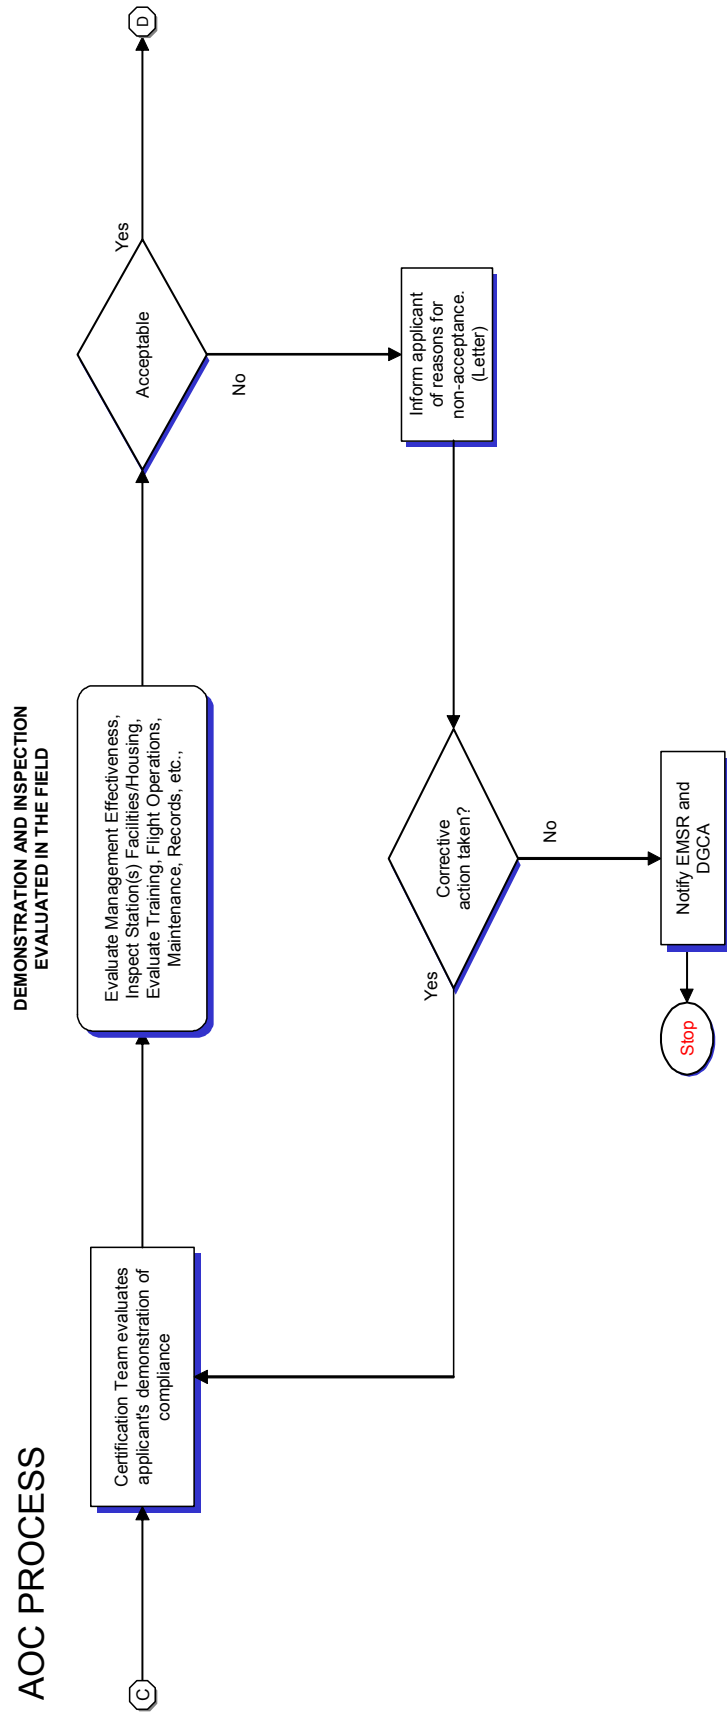 AOC PROCESS
DEMONSTRATION AND INSPECTION
EVALUATED IN THE FIELD
C
Certification Team evaluates
applicant's demonstration of
compliance
Evaluate Management Effectiveness,
Inspect Station(s) Facilities/Housing,
Evaluate Training, Flight Operations,
Maintenance, Records, etc.,
Acceptable
Yes
D
No
Inform applicant
of reasons for
non-acceptance.
(Letter)
Corrective
action taken?
Yes
No
Notify EMSR and
DGCA
Stop